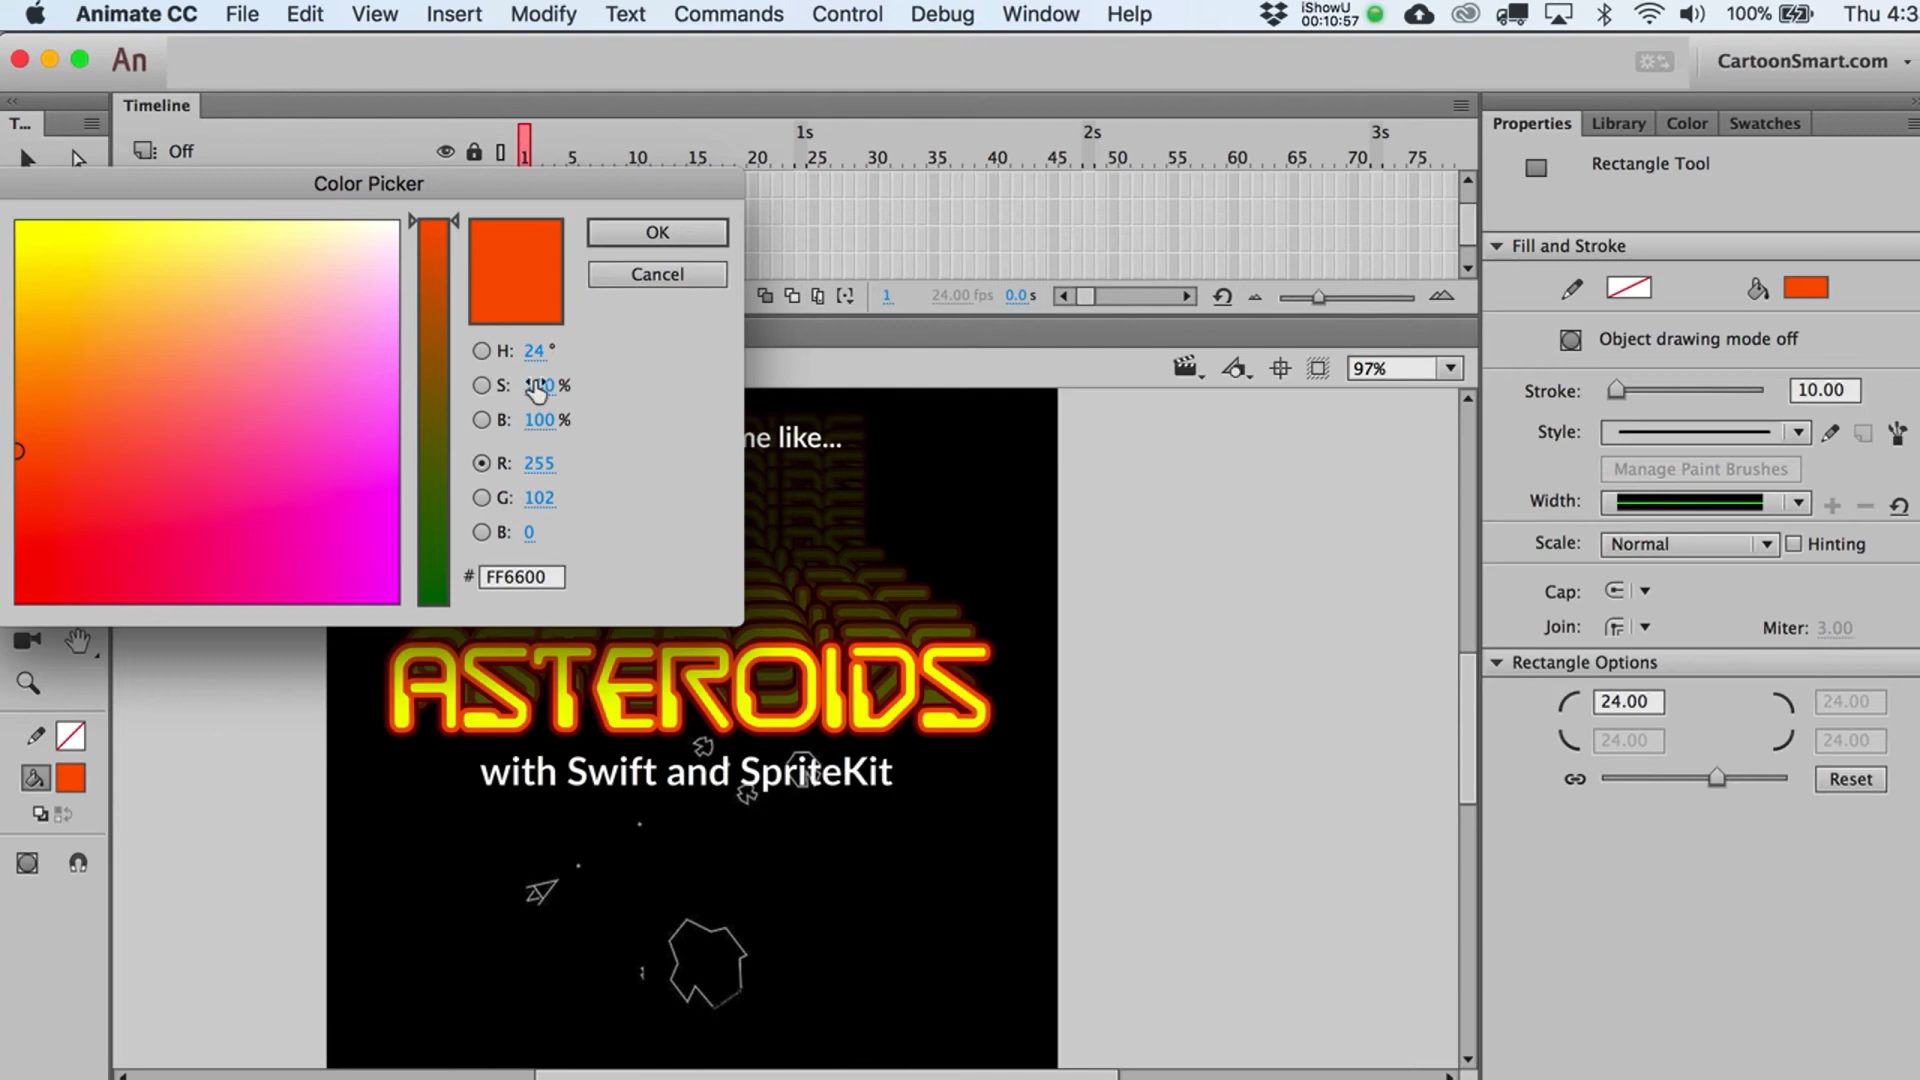 Animate CC File Edit View Insert Modify Text Commands Control Debug Window Help iShowU 00:10:57 100% Thu 4:3
An CartoonSmart.com
T... Timeline Properties Library Color Swatches
Off 1 5 10 15 20 25 30 35 40 45 50 55 60 65 70 75
1s 2s 3s
Rectangle Tool
Color Picker
OK
Cancel
H: 24 °
S: %
B: 100 %
R: 255
G: 102
B: 0
# FF6600
1 24.00 fps 0.0 s
97%
Fill and Stroke
Object drawing mode off
Stroke: 10.00
Style:
Manage Paint Brushes
Width:
Scale: Normal Hinting
Cap:
Join: Miter: 3.00
Rectangle Options
24.00 24.00
24.00 24.00
Reset
like...
ASTEROIDS
with Swift and SpriteKit